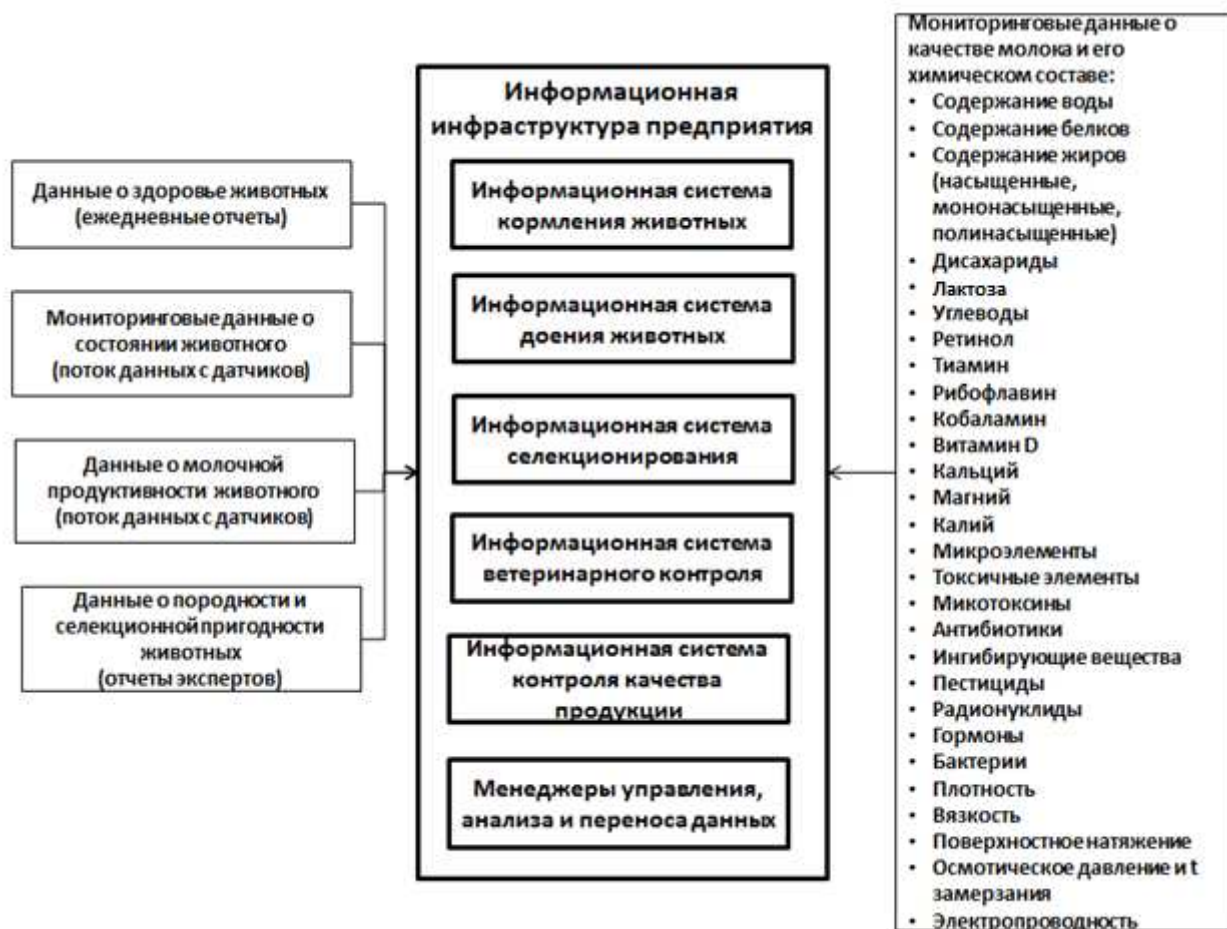 Данные о здоровье животных
(ежедневные отчеты)
Мониторинговые данные о
состоянии животного
(поток данных с датчиков)
Данные о молочной
продуктивности животного
(поток данных с датчиков)
Данные о породности и
селекционной пригодности
животных
(отчеты экспертов)
Информационная
инфраструктура предприятия
Информационная система
кормления животных
Информационная система
доения животных
Информационная система
селекционирования
Информационная система
ветеринарного контроля
Информационная система
контроля качества
продукции
Менеджеры управления,
анализа и переноса данных
Мониторинговые данные о
качестве молока и его
химическом составе:
• Содержание воды
• Содержание белков
• Содержание жиров
(насыщенные,
мононасыщенные,
полинасыщенные)
• Дисахариды
• Лактоза
• Углеводы
• Ретинол
• Тиамин
• Рибофлавин
• Кобаламин
• Витамин D
• Кальций
• Магний
• Калий
• Микроэлементы
• Токсичные элементы
• Микотоксины
• Антибиотики
• Ингибирующие вещества
• Пестициды
• Радионуклиды
• Гормоны
• Бактерии
• Плотность
• Вязкость
• Поверхностное натяжение
• Осмотическое давление и t
замерзания
• Электропроводность